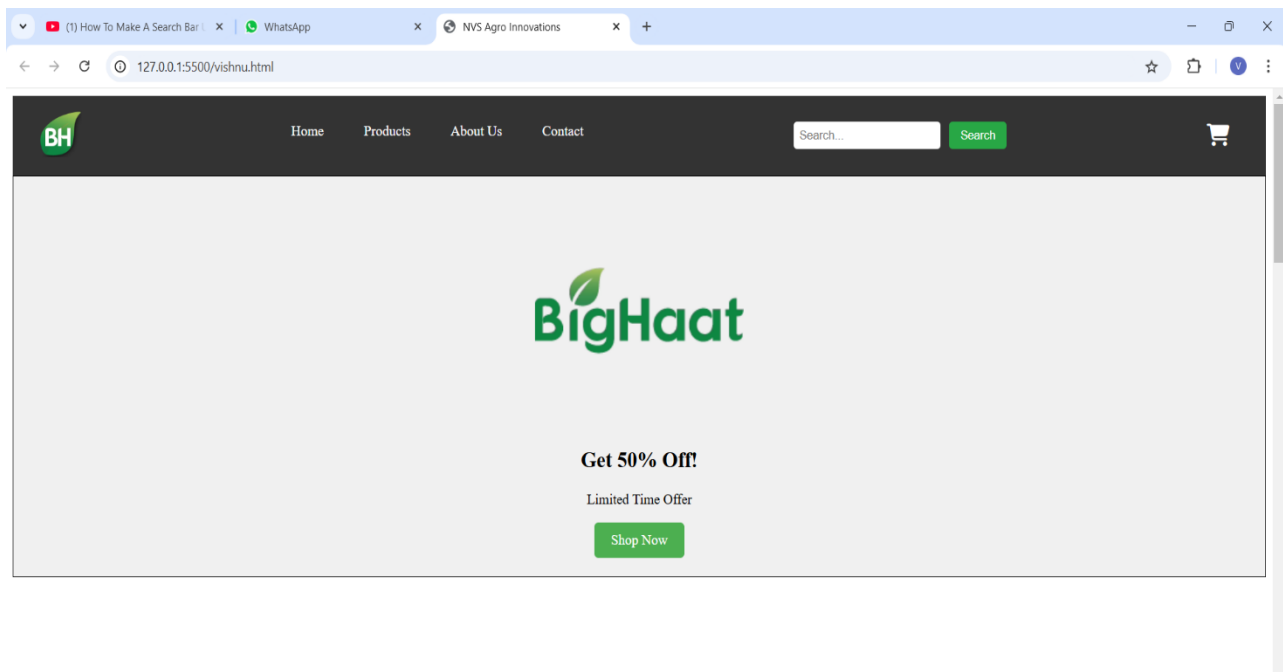 (1) How To Make A Search Bar
WhatsApp
NVS Agro Innovations
127.0.0.1:5500/vishnu.html
V
BH
Home Products About Us Contact
Search...
Search
BigHaat
Get 50% Off!
Limited Time Offer
Shop Now